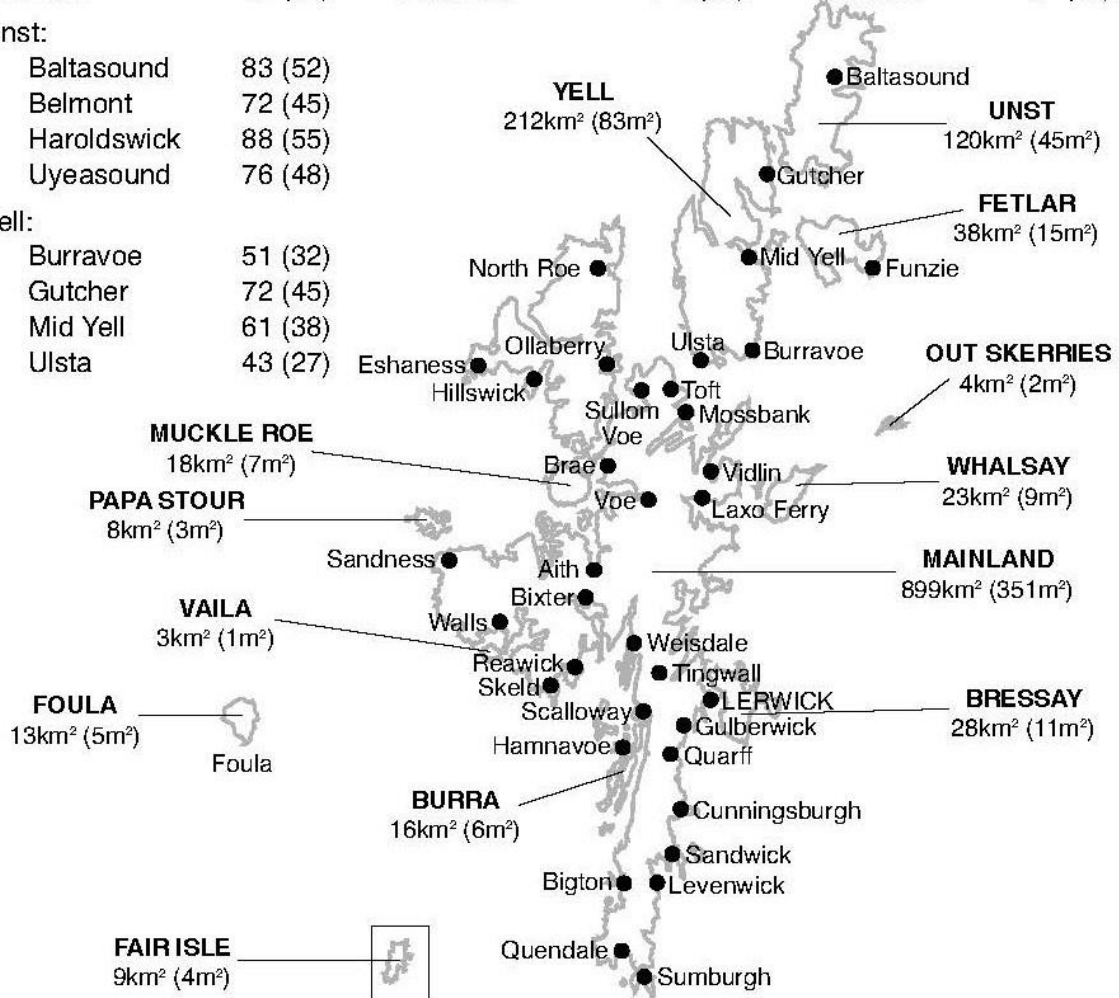 nst:
Baltasound 83 (52)
Belmont 72 (45)
Haroldswick 88 (55)
Uyeasound 76 (48)
ell:
Burravoe 51 (32)
Gutcher 72 (45)
Mid Yell 61 (38)
Ulsta 43 (27)
Baltasound
YELL
212km² (83m²)
UNST
120km² (45m²)
Gutcher
FETLAR
38km² (15m²)
Mid Yell
Funzie
North Roe
Ollaberry
Ulsta
Burravoe
Eshaness
Hillswick
OUT SKERRIES
4km² (2m²)
Toft
Sullom
Voe
Mossbank
MUCKLE ROE
18km² (7m²)
Brae
Vidlin
WHALSAY
23km² (9m²)
Voe
Laxo Ferry
PAPA STOUR
8km² (3m²)
Sandness
Aith
MAINLAND
899km² (351m²)
Bixter
VAILA
3km² (1m²)
Walls
Weisdale
Reawick
Tingwall
Skeld
LERWICK
BRESSAY
28km² (11m²)
Scalloway
Gulberwick
FOULA
13km² (5m²)
Foula
Hamnavoe
Quarff
BURRA
16km² (6m²)
Cunningsburgh
Sandwick
Bigton
Levenwick
FAIR ISLE
9km² (4m²)
Quendale
Sumburgh